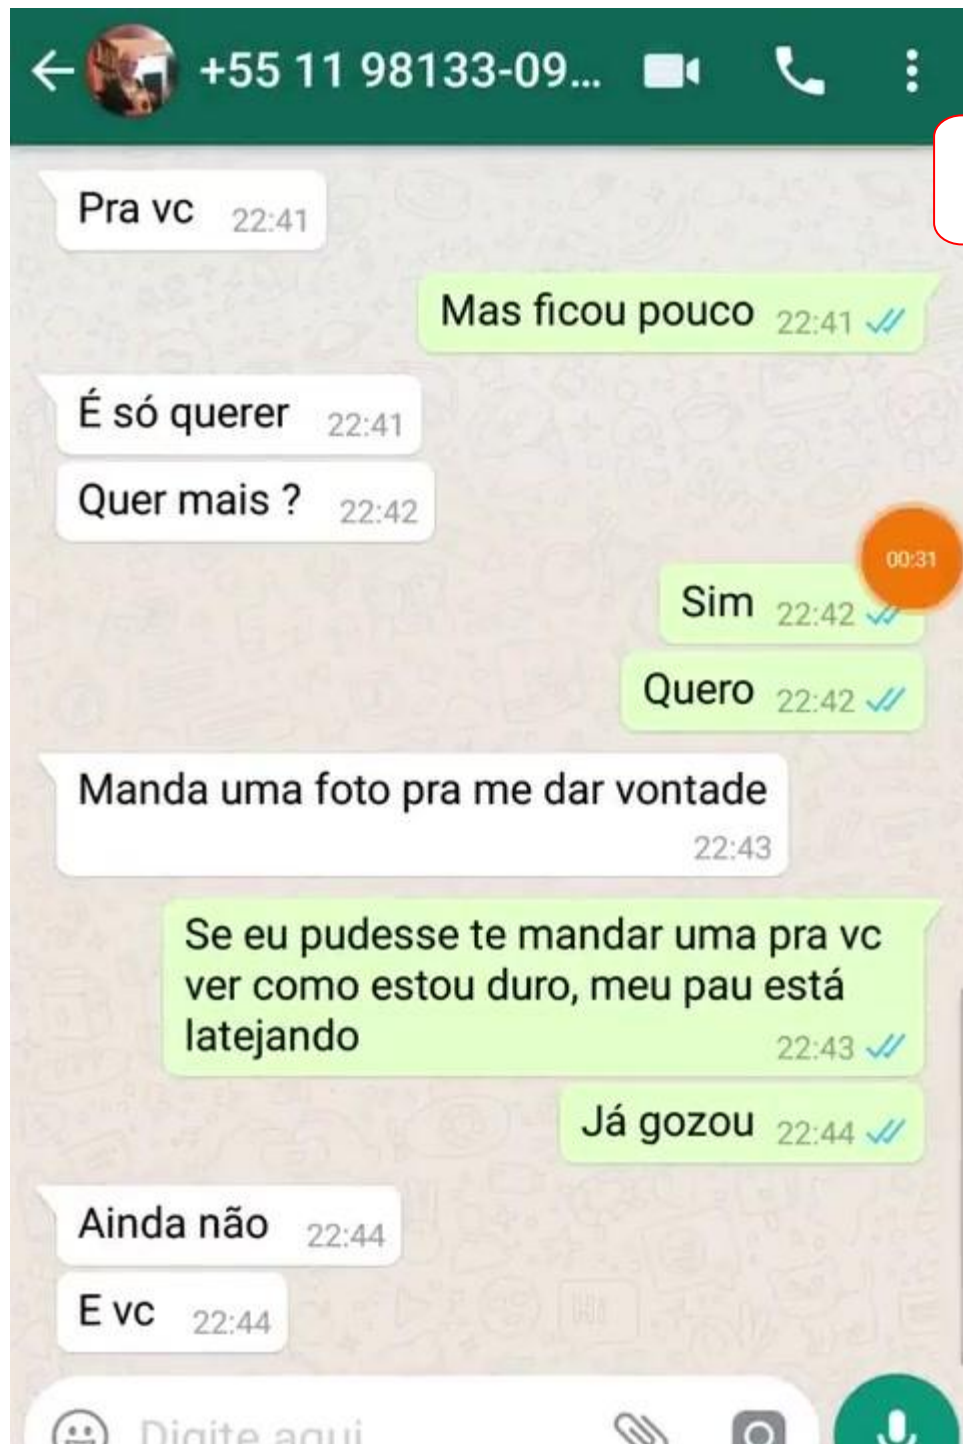 +55 11 98133-09...
Pra vc 22:41
Mas ficou pouco 22:41
É só querer 22:41
Quer mais ? 22:42
00:31
Sim 22:42
Quero 22:42
Manda uma foto pra me dar vontade
22:43
Se eu pudesse te mandar uma pra vc
ver como estou duro, meu pau está
latejando 22:43
Já gozou 22:44
Ainda não 22:44
E vc 22:44
Digite aqui